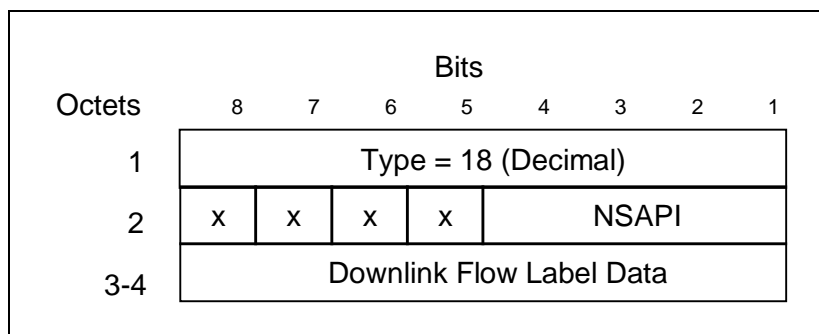 Bits
Octets 8 7 6 5 4 3 2 1
1 Type = 18 (Decimal)
2 x x x x NSAPI
3-4 Downlink Flow Label Data